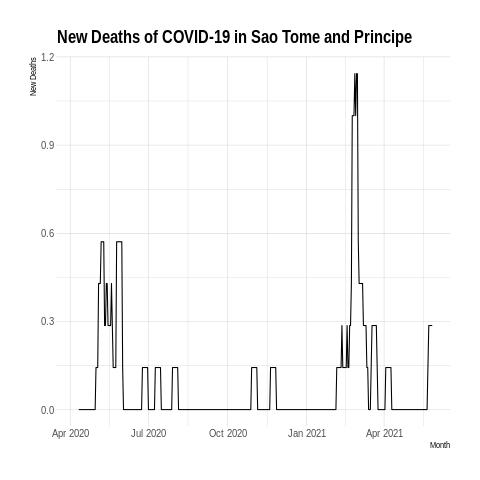 New Deaths of COVID-19 in Sao Tome and Principe
New Deaths
1.2
0.9
0.6
0.3
0.0
Apr 2020 Jul 2020 Oct 2020 Jan 2021 Apr 2021
Month